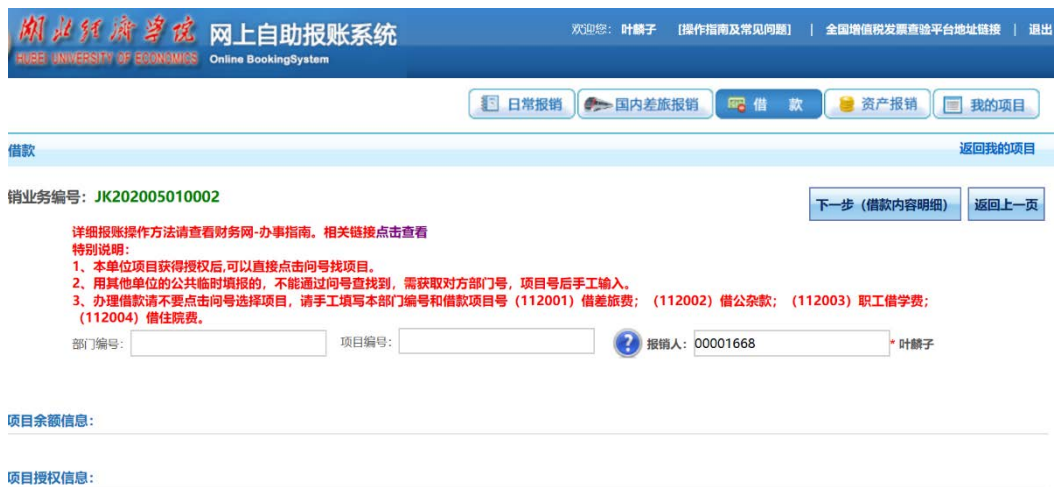 湖北经济学院 网上自助报账系统
HUBEI UNIVERSITY OF ECONOMICS Online BookingSystem
欢迎您: 叶麟子 [操作指南及常见问题] | 全国增值税发票查验平台地址链接 | 退出
日常报销 国内差旅报销 借 款 资产报销 我的项目
借款 返回我的项目
销业务编号: JK202005010002
下一步（借款内容明细） 返回上一页
详细报账操作方法请查看财务网-办事指南。相关链接点击查看
特别说明:
1、本单位项目获得授权后,可以直接点击问号找项目。
2、用其他单位的公共临时填报的，不能通过问号查找到，需获取对方部门号，项目号后手工输入。
3、办理借款请不要点击问号选择项目，请手工填写本部门编号和借款项目号（112001）借差旅费；（112002）借公杂款；（112003）职工借学费；
（112004）借住院费。
部门编号: 项目编号: ? 报销人: 00001668 * 叶麟子
项目余额信息:
项目授权信息: